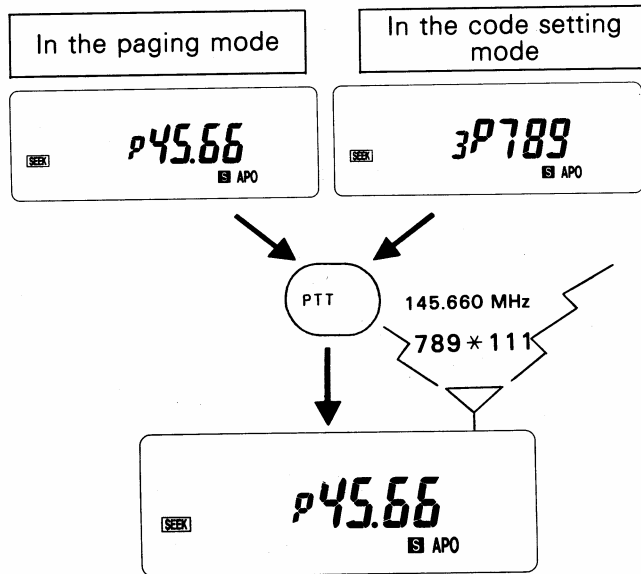 In the paging mode
In the code setting mode
P45.66
SEEK
S APO
3P789
SEEK
S APO
PTT
145.660 MHz
789*111
P45.66
SEEK
S APO